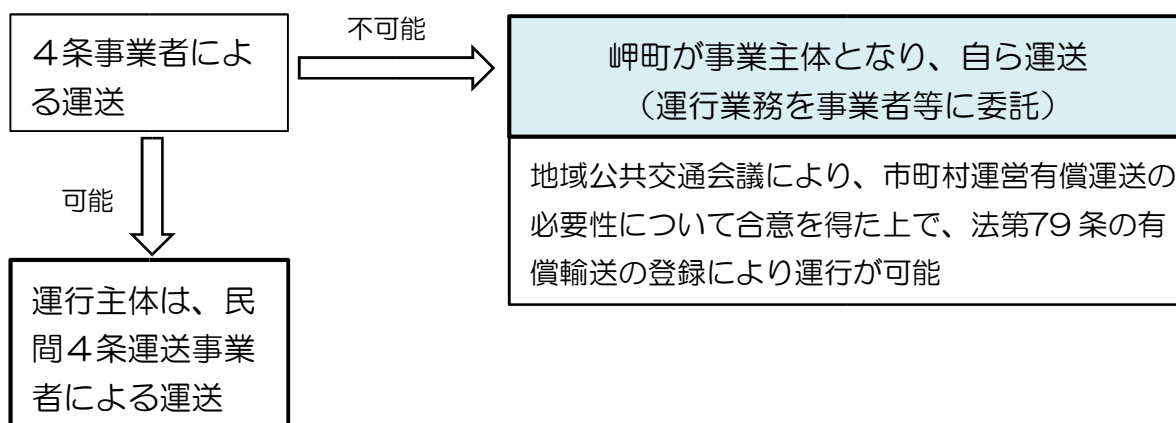 ４条事業者によ
る運送
不可能
岬町が事業主体となり、自ら運送
（運行業務を事業者等に委託）
地域公共交通会議により、市町村運営有償運送の
必要性について合意を得た上で、法第79 条の有
償輸送の登録により運行が可能
可能
運行主体は、民
間４条運送事業
者による運送